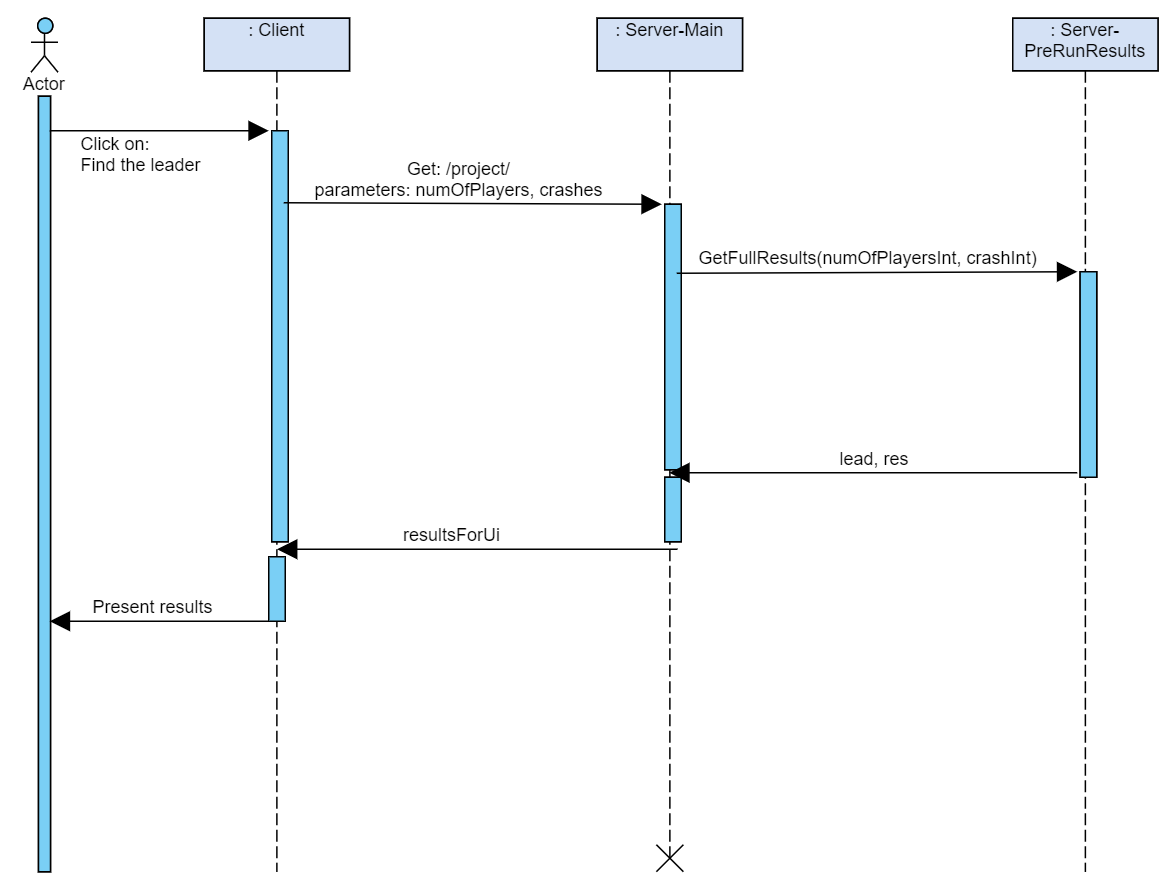 : Client
: Server-Main
: Server-
PreRunResults
Actor
Click on:
Find the leader
Get: /project/
parameters: numOfPlayers, crashes
GetFullResults(numOfPlayersInt, crashInt)
lead, res
resultsForUi
Present results